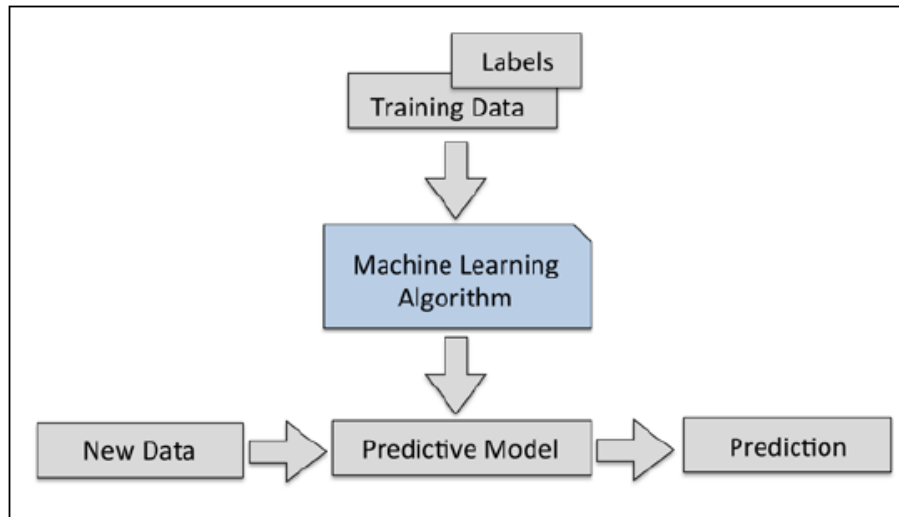 Labels
Training Data
Machine Learning
Algorithm
New Data
Predictive Model
Prediction